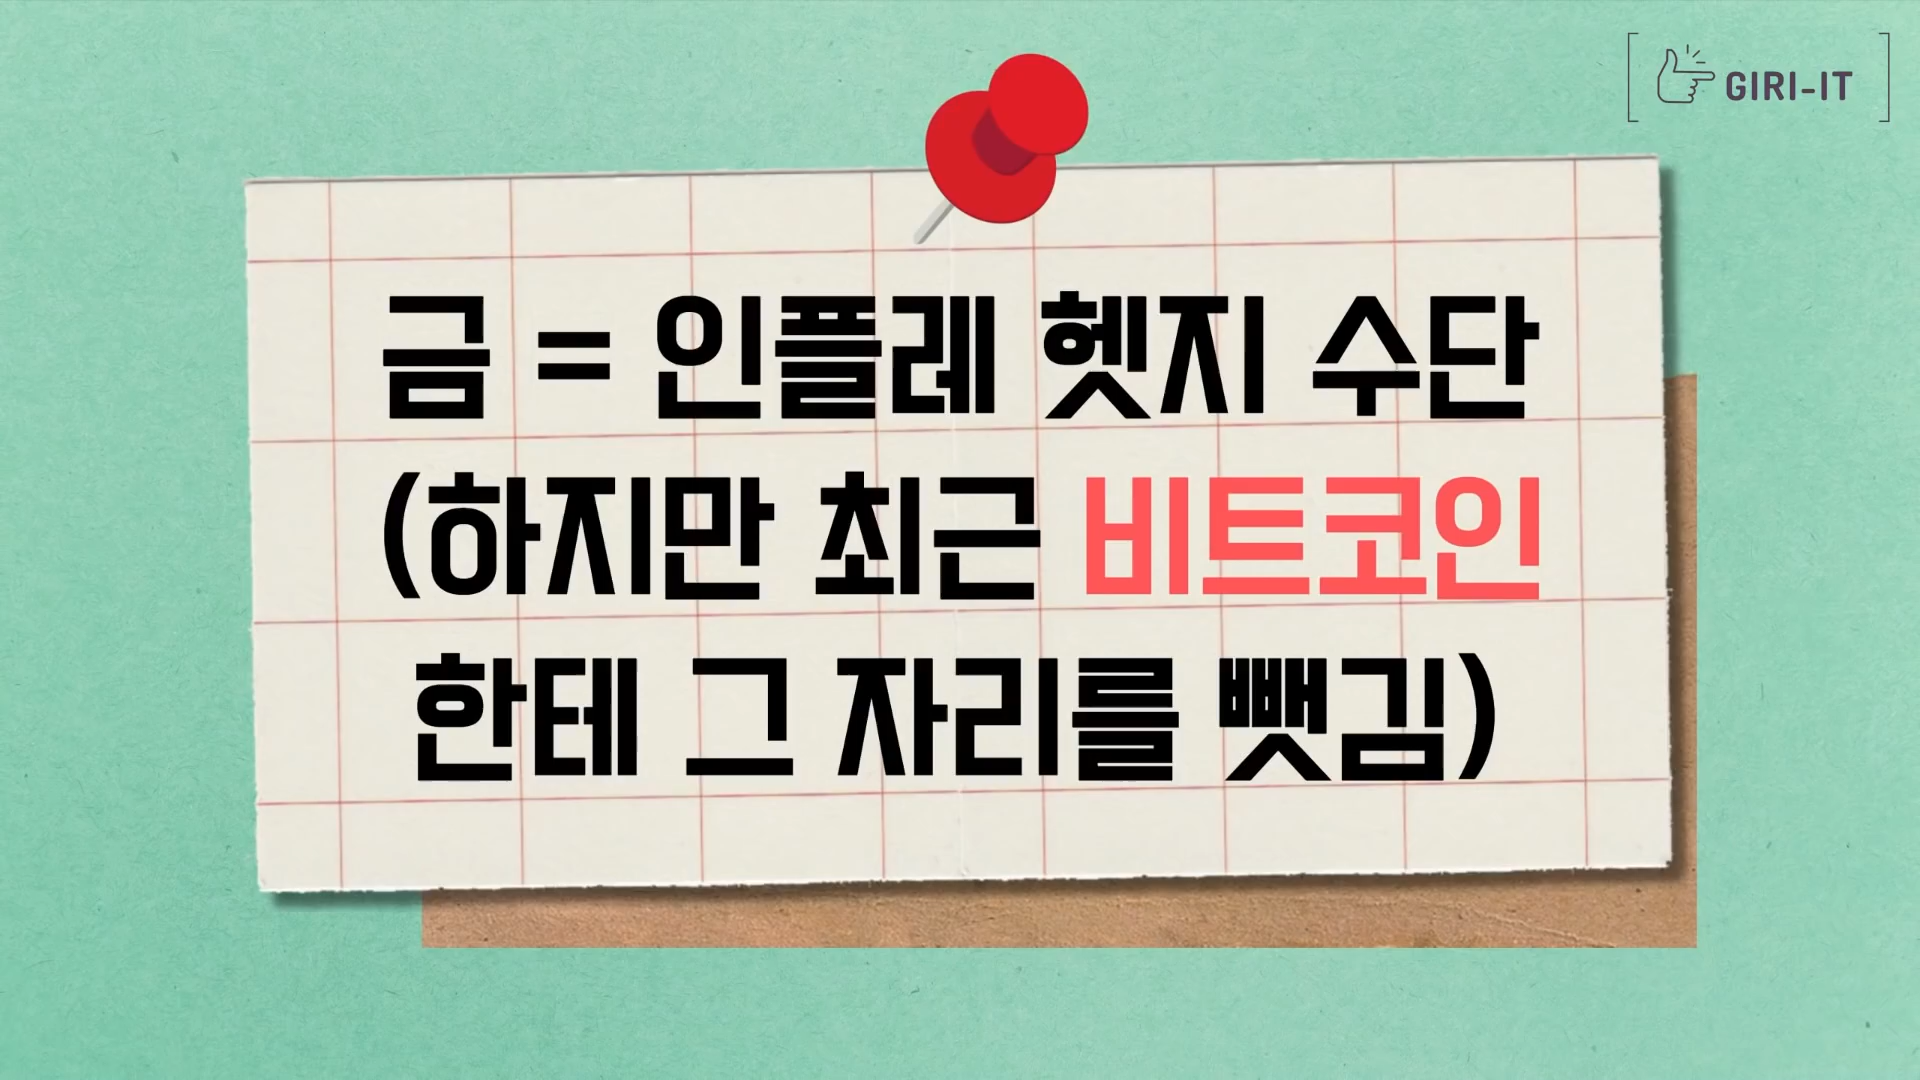 GIRI-IT
금 = 인플레 헷지 수단
(하지만 최근 비트코인
한테 그 자리를 뺏김)